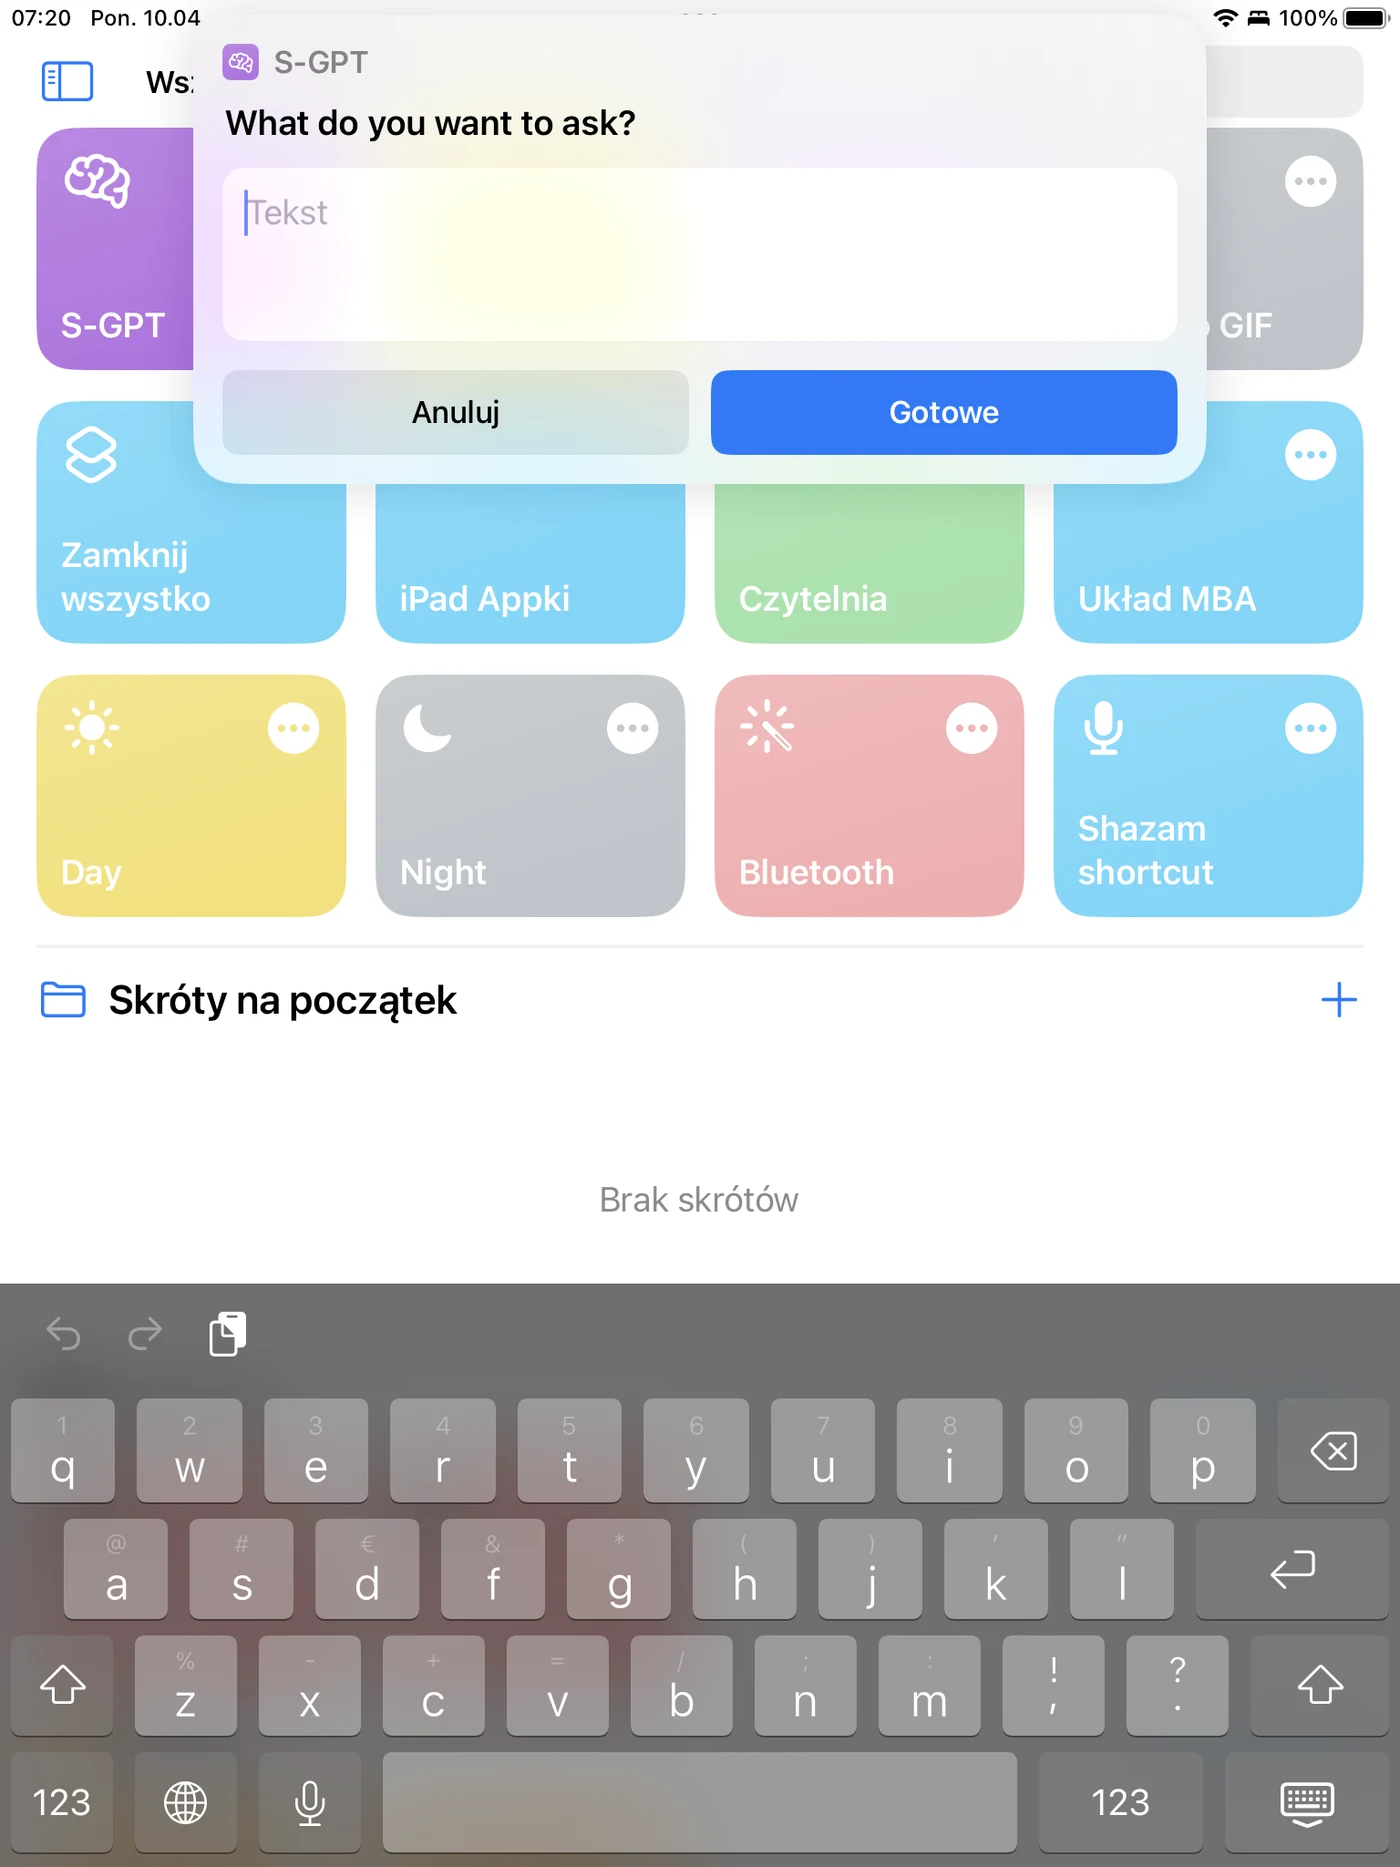 07:20 Pon. 10.04
100%
Wsz
S-GPT
What do you want to ask?
Tekst
Anuluj
Gotowe
S-GPT
GIF
Zamknij
wszystko
iPad Appki
Czytelnia
Układ MBA
Day
Night
Bluetooth
Shazam
shortcut
Skróty na początek
Brak skrótów
1 2 3 4 5 6 7 8 9 0
q w e r t y u i o p
@ # € & * ( ) ' "
a s d f g h j k l
% - + = / ; : ! ?
z x c v b n m , .
123 123